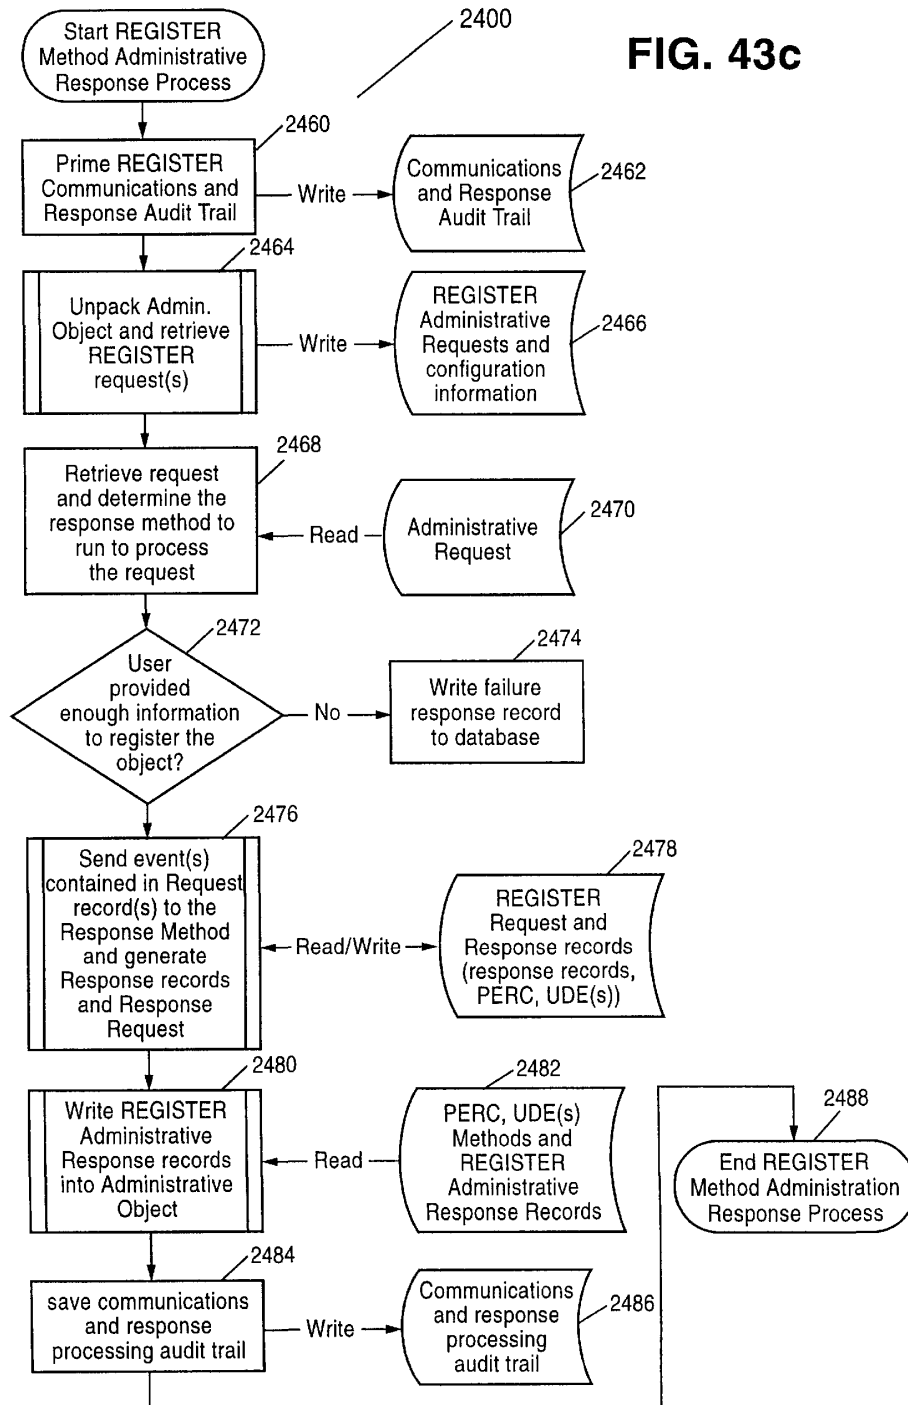 Start REGISTER
Method Administrative
Response Process
2400
FIG. 43c
2460
Prime REGISTER
Communications and
Response Audit Trail
Write
Communications
and Response
Audit Trail
2462
2464
Unpack Admin.
Object and retrieve
REGISTER
request(s)
Write
REGISTER
Administrative
Requests and
configuration
information
2466
2468
Retrieve request
and determine the
response method to
run to process
the request
Read
Administrative
Request
2470
2472
User
provided
enough information
to register the
object?
No
2474
Write failure
response record
to database
2476
Send event(s)
contained in Request
record(s) to the
Response Method
and generate
Response records
and Response
Request
Read/Write
2478
REGISTER
Request and
Response records
(response records,
PERC, UDE(s))
2480
Write REGISTER
Administrative
Response records
into Administrative
Object
Read
2482
PERC, UDE(s)
Methods and
REGISTER
Administrative
Response Records
2484
save communications
and response
processing audit trail
Write
Communications
and response
processing
audit trail
2486
2488
End REGISTER
Method Administration
Response Process